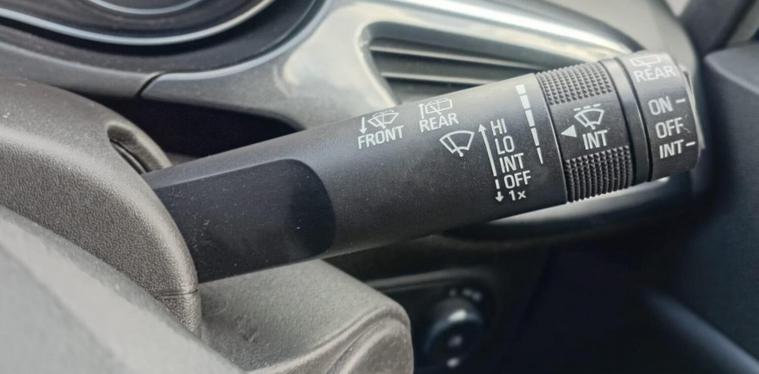 FRONT
REAR
HI
LO
INT
OFF
1x
INT
REAR
ON
OFF
INT